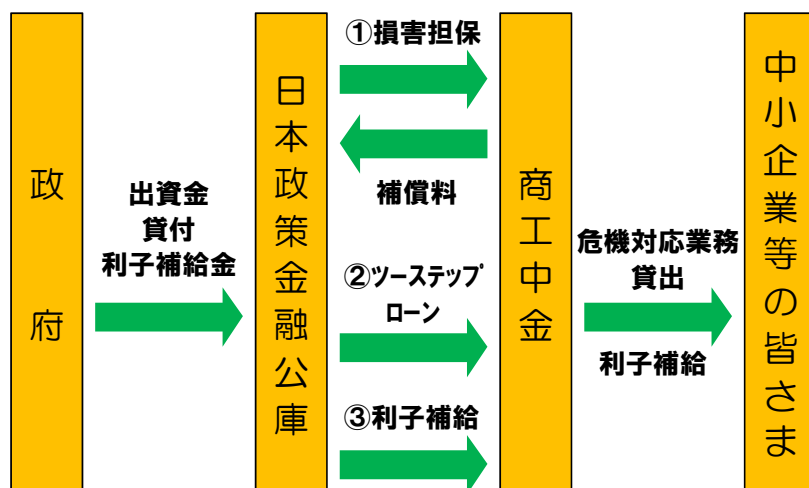 政府
出資金
貸付
利子補給金
日本政策金融公庫
①損害担保
補償料
②ツーステップ
ローン
③利子補給
商工中金
危機対応業務
貸出
利子補給
中小企業等の皆さま